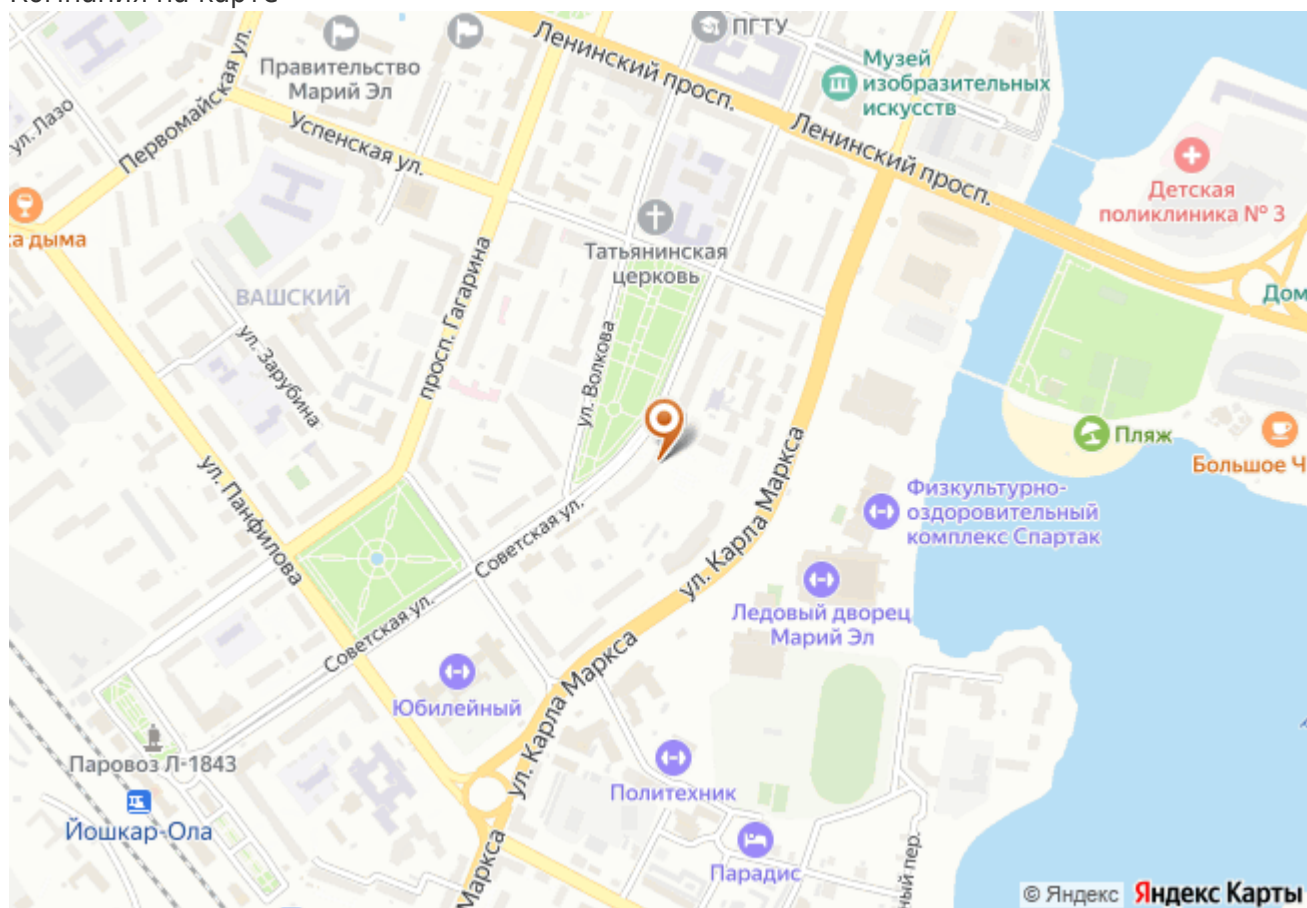 Компания на карте
ПГТУ
Правительство
Марий Эл
Ленинский просп.
Музей
изобразительных
искусств
Первомайская ул.
ул. Лазо
Успенская ул.
Ленинский просп.
Детская
поликлиника № 3
ка дыма
Татьянинская
церковь
ВАШСКИЙ
просп. Гагарина
Дом
ул. Зарубина
ул. Волкова
Пляж
Большое Ч
ул. Панфилова
ул. Карла Маркса
Физкультурно-
оздоровительный
комплекс Спартак
Советская ул.
Ледовый дворец
Марий Эл
Советская ул.
Юбилейный
ул. Карла Маркса
Паровоз Л-1843
Политехник
Йошкар-Ола
Маркса
Парадис
ный пер.
© Яндекс Яндекс Карты